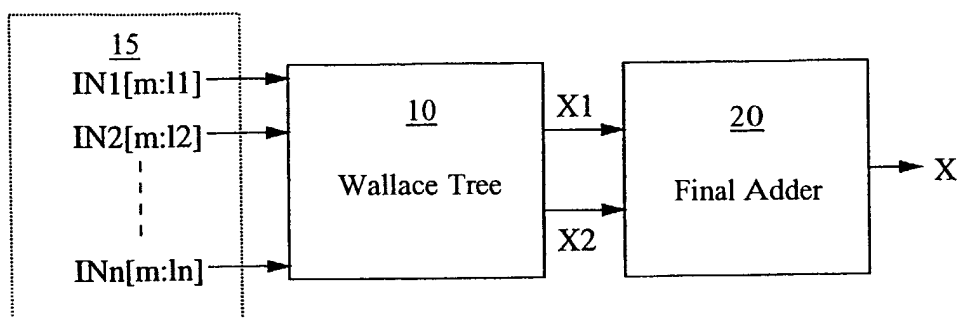 15
IN1[m:l1]
IN2[m:l2]
INn[m:ln]
10
Wallace Tree
X1
X2
20
Final Adder
X